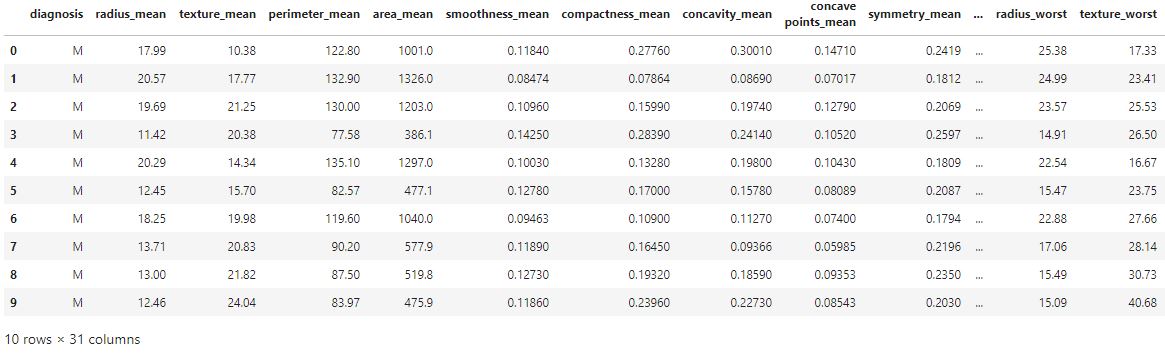 diagnosis radius_mean texture_mean perimeter_mean area_mean smoothness_mean compactness_mean concavity_mean concave points_mean symmetry_mean ... radius_worst texture_worst
0 M 17.99 10.38 122.80 1001.0 0.11840 0.27760 0.30010 0.14710 0.2419 ... 25.38 17.33
1 M 20.57 17.77 132.90 1326.0 0.08474 0.07864 0.08690 0.07017 0.1812 ... 24.99 23.41
2 M 19.69 21.25 130.00 1203.0 0.10960 0.15990 0.19740 0.12790 0.2069 ... 23.57 25.53
3 M 11.42 20.38 77.58 386.1 0.14250 0.28390 0.24140 0.10520 0.2597 ... 14.91 26.50
4 M 20.29 14.34 135.10 1297.0 0.10030 0.13280 0.19800 0.10430 0.1809 ... 22.54 16.67
5 M 12.45 15.70 82.57 477.1 0.12780 0.17000 0.15780 0.08089 0.2087 ... 15.47 23.75
6 M 18.25 19.98 119.60 1040.0 0.09463 0.10900 0.11270 0.07400 0.1794 ... 22.88 27.66
7 M 13.71 20.83 90.20 577.9 0.11890 0.16450 0.09366 0.05985 0.2196 ... 17.06 28.14
8 M 13.00 21.82 87.50 519.8 0.12730 0.19320 0.18590 0.09353 0.2350 ... 15.49 30.73
9 M 12.46 24.04 83.97 475.9 0.11860 0.23960 0.22730 0.08543 0.2030 ... 15.09 40.68
10 rows × 31 columns